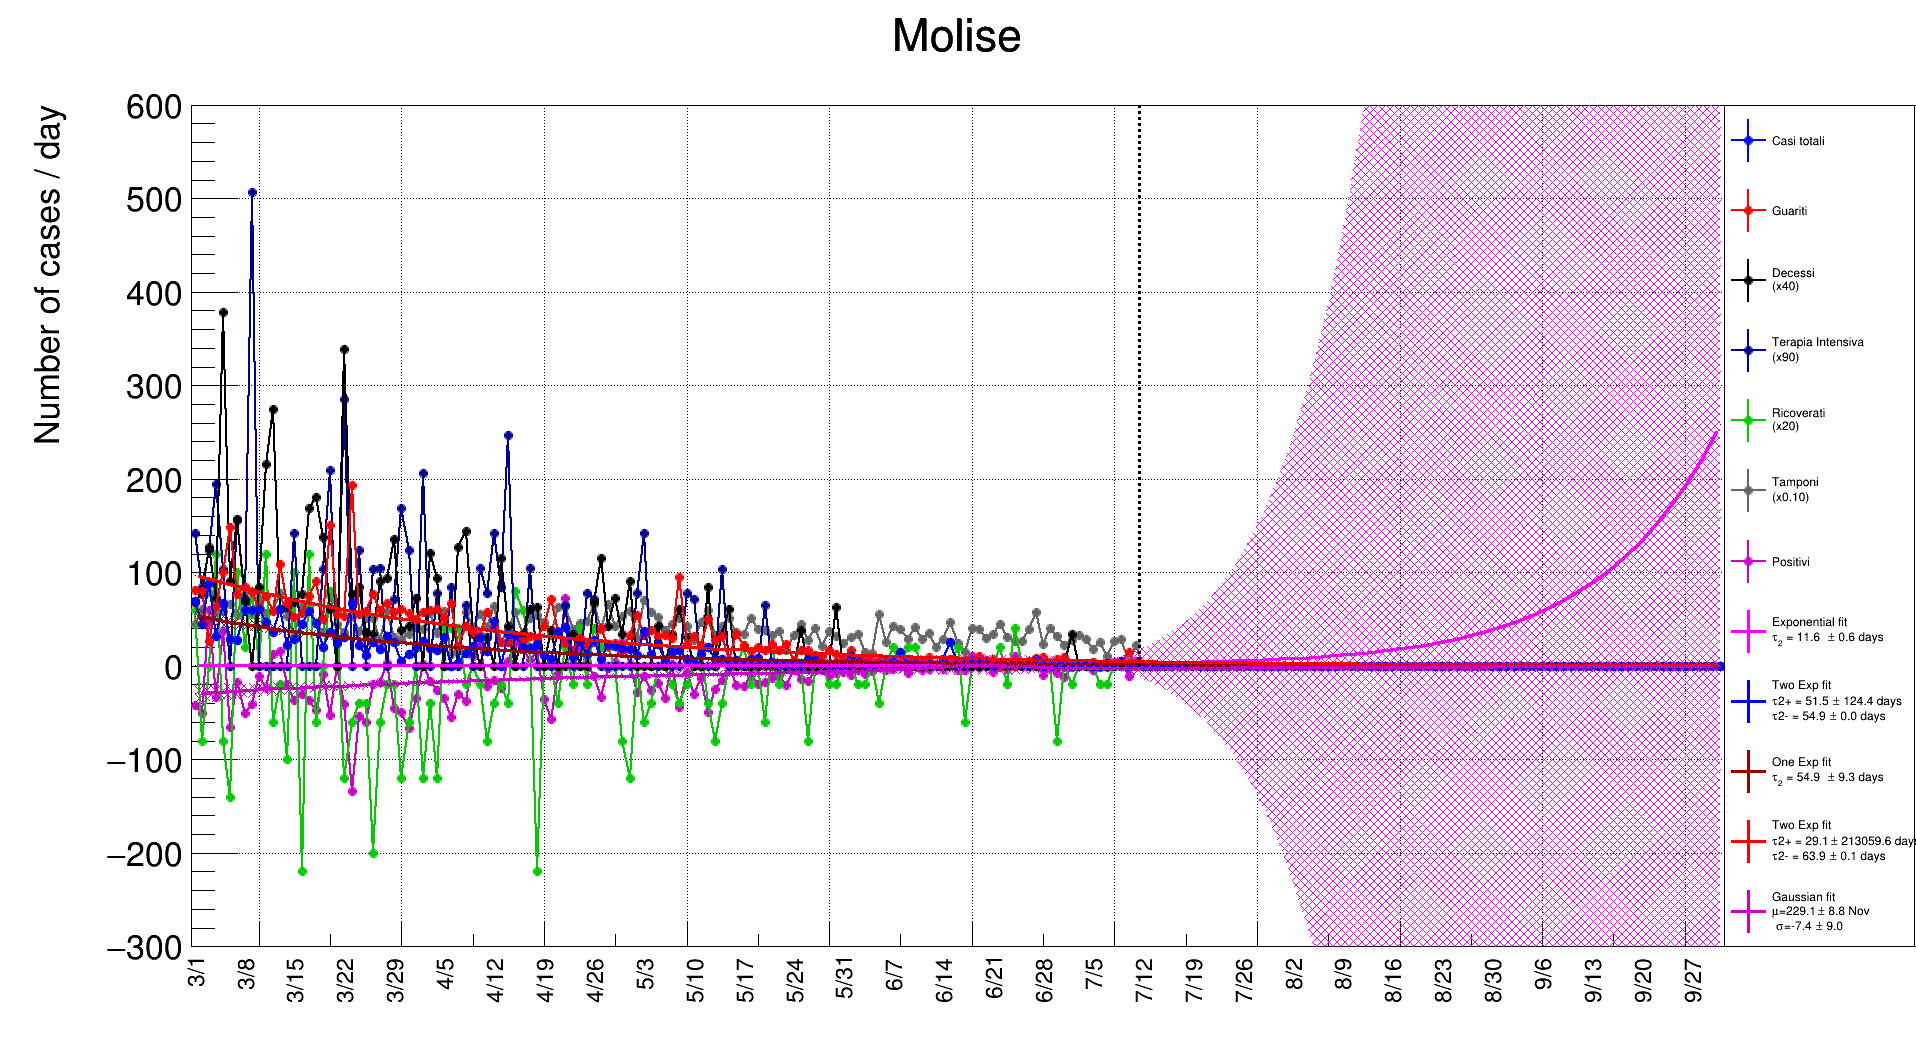 Molise
Number of cases / day
600
500
400
300
200
100
0
−100
−200
−300
3/1
3/8
3/15
3/22
3/29
4/5
4/12
4/19
4/26
5/3
5/10
5/17
5/24
5/31
6/7
6/14
6/21
6/28
7/5
7/12
7/19
7/26
8/2
8/9
8/16
8/23
8/30
9/6
9/13
9/20
9/27
Casi totali
Guariti
Decessi
(x40)
Terapia Intensiva
(x90)
Ricoverati
(x20)
Tamponi
(x0.10)
Positivi
Exponential fit
τ2 = 11.6 ± 0.6 days
Two Exp fit
τ2+ = 51.5 ± 124.4 days
τ2- = 54.9 ± 0.0 days
One Exp fit
τ2 = 54.9 ± 9.3 days
Two Exp fit
τ2+ = 29.1 ± 213059.6 days
τ2- = 63.9 ± 0.1 days
Gaussian fit
μ=229.1 ± 8.8 Nov
σ=-7.4 ± 9.0